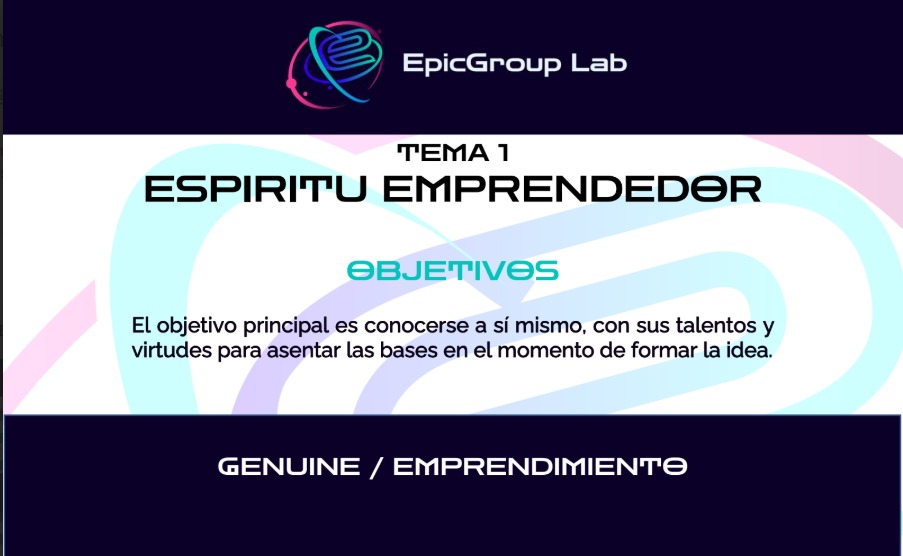 EpicGroup Lab
TEMA 1
ESPIRITU EMPRENDEDOR
OBJETIVOS
El objetivo principal es conocerse a sí mismo, con sus talentos y
virtudes para asentar las bases en el momento de formar la idea.
GENUINE / EMPRENDIMIENTO